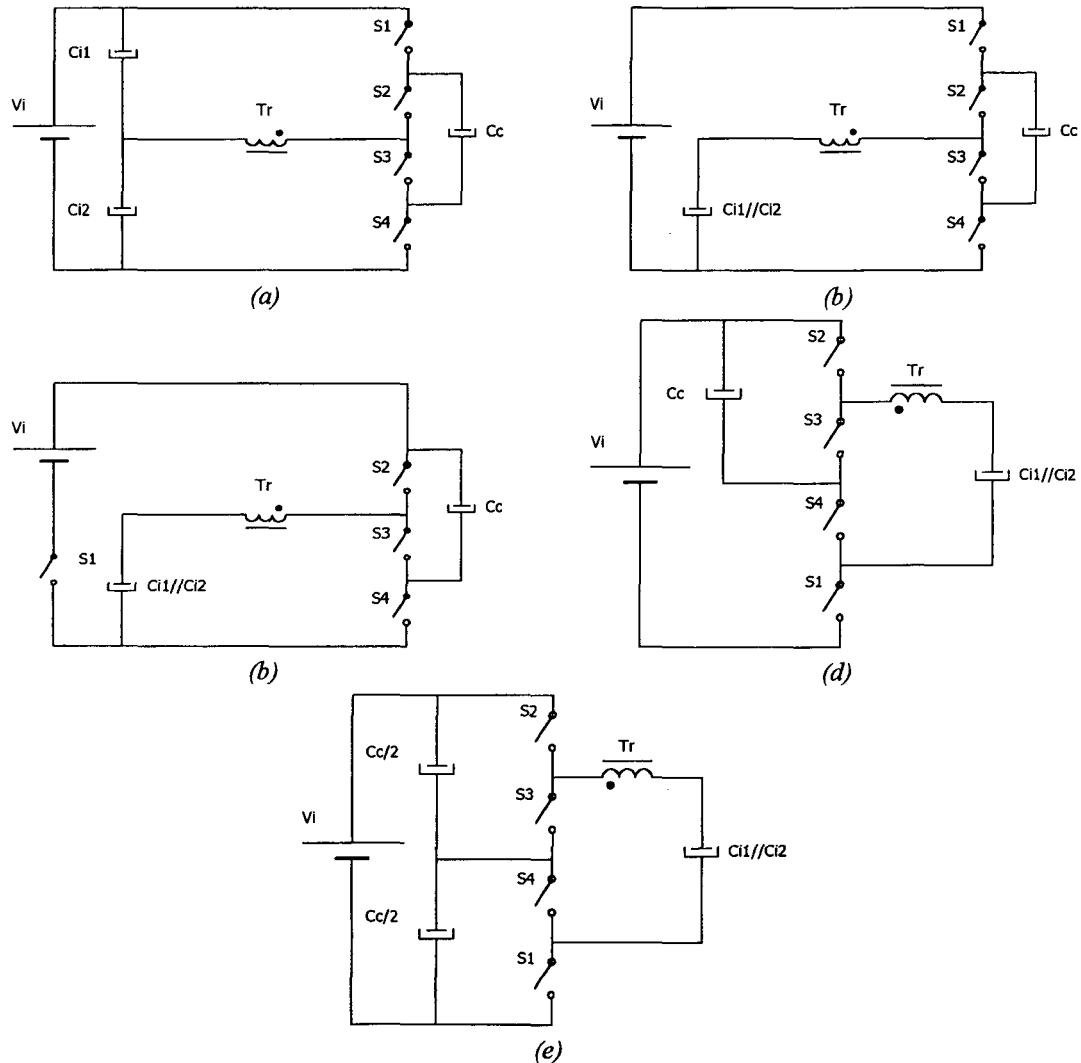 S1
Ci1
S2
Vi
Tr
Cc
S3
Ci2
S4
(a)
S1
S2
Vi
Tr
Cc
S3
Ci1//Ci2
S4
(b)
Vi
S2
Tr
Cc
S3
S1
Ci1//Ci2
S4
(b)
S2
Tr
Cc
S3
Vi
Ci1//Ci2
S4
S1
(d)
S2
Cc/2
Tr
S3
Vi
Ci1//Ci2
S4
Cc/2
S1
(e)